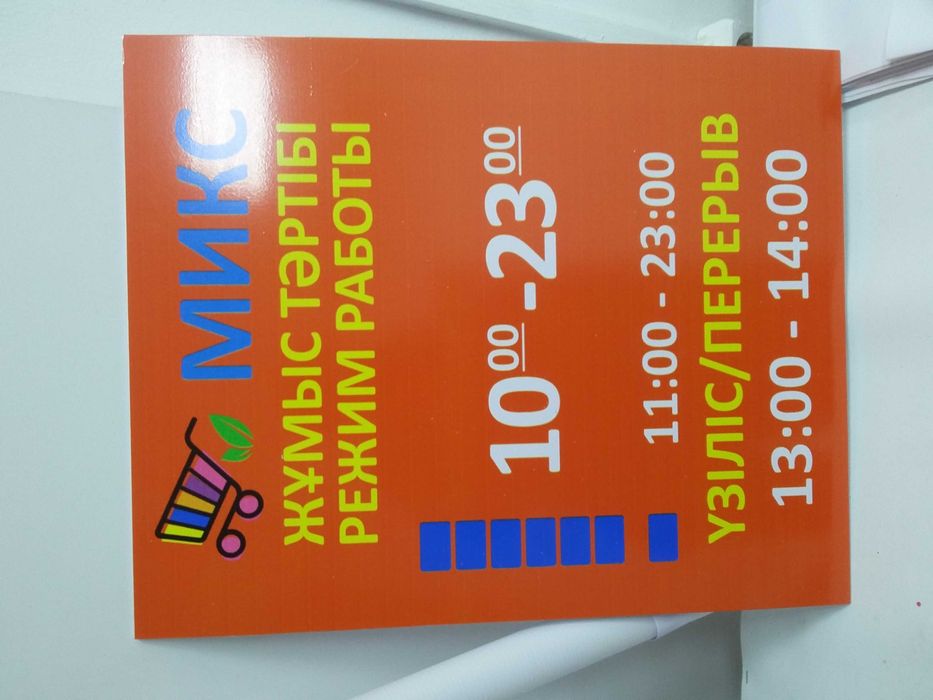 МИКС
ЖҰМЫС ТӘРТІБІ
РЕЖИМ РАБОТЫ
10⁰⁰-23⁰⁰
11:00 - 23:00
ҮЗІЛІС/ПЕРЕРЫВ
13:00 - 14:00